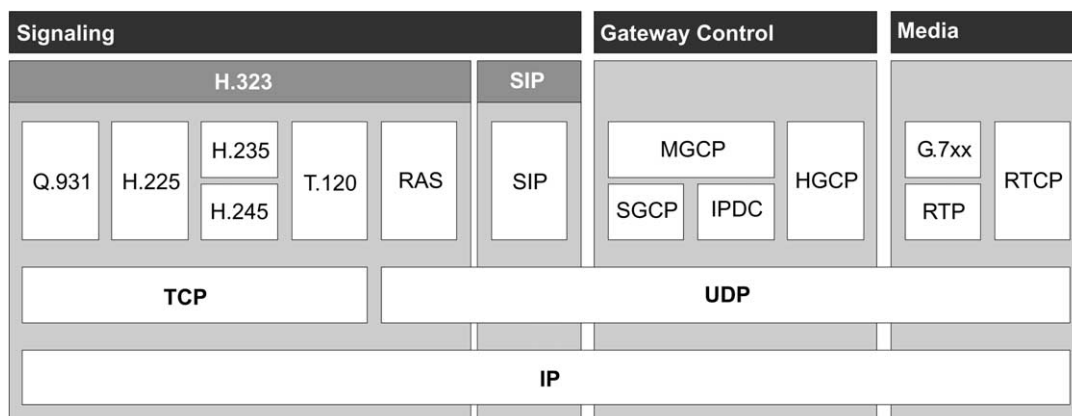 Signaling Gateway Control Media
H.323 SIP
Q.931 H.225 H.235 T.120 RAS SIP MGCP HGCP G.7xx RTCP
H.245 SGCP IPDC RTP
TCP UDP
IP